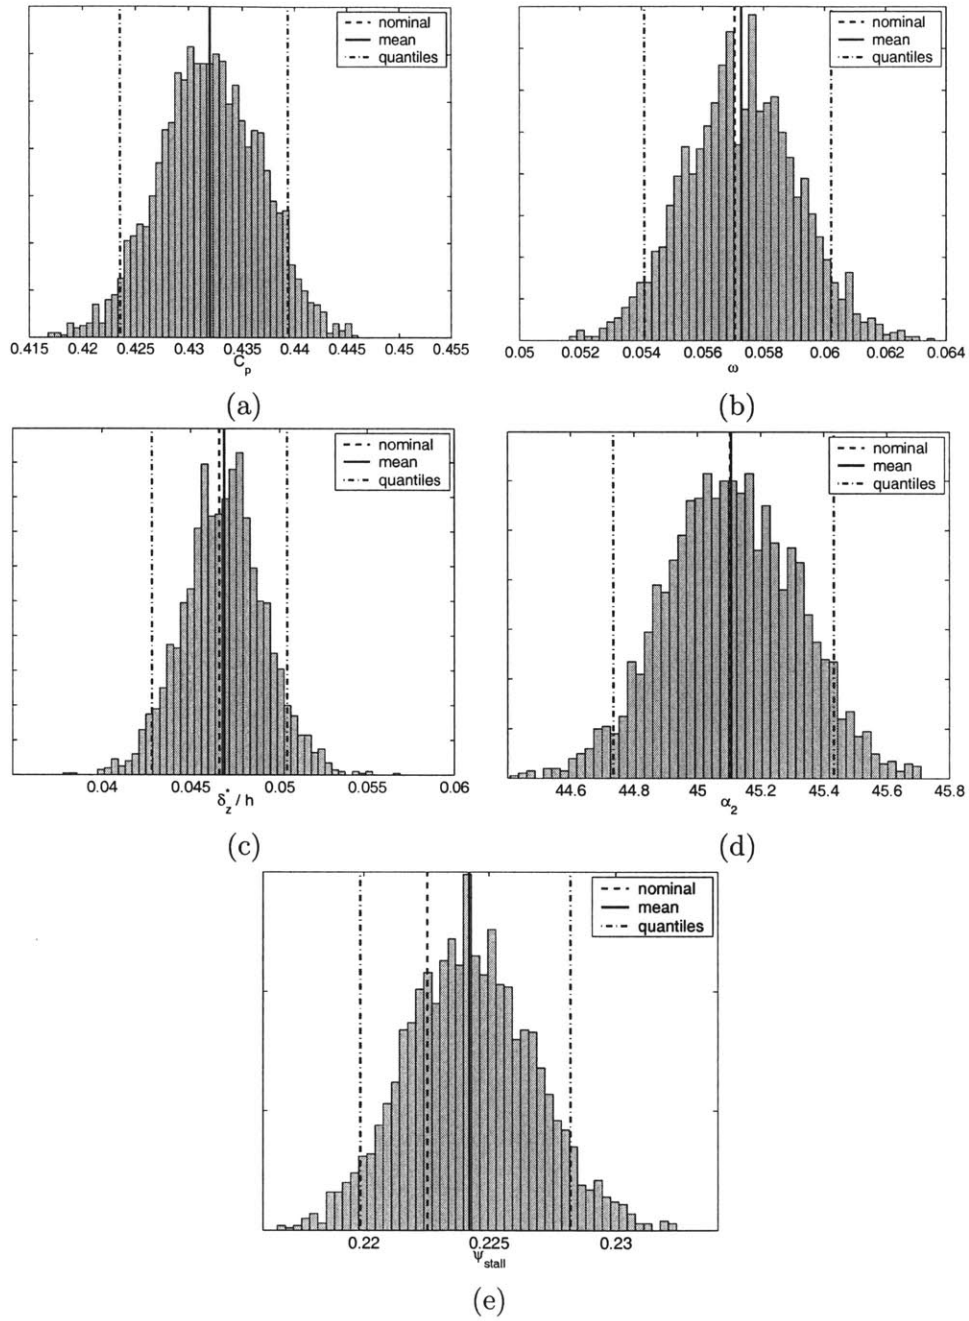 nominal
mean
quantiles
0.415 0.42 0.425 0.43 0.435 0.44 0.445 0.45 0.455
C_p
(a)
nominal
mean
quantiles
0.05 0.052 0.054 0.056 0.058 0.06 0.062 0.064
ω
(b)
nominal
mean
quantiles
0.04 0.045 0.05 0.055 0.06
δ*_z / h
(c)
nominal
mean
quantiles
44.6 44.8 45 45.2 45.4 45.6 45.8
α_2
(d)
nominal
mean
quantiles
0.22 0.225 0.23
Ψ_stall
(e)